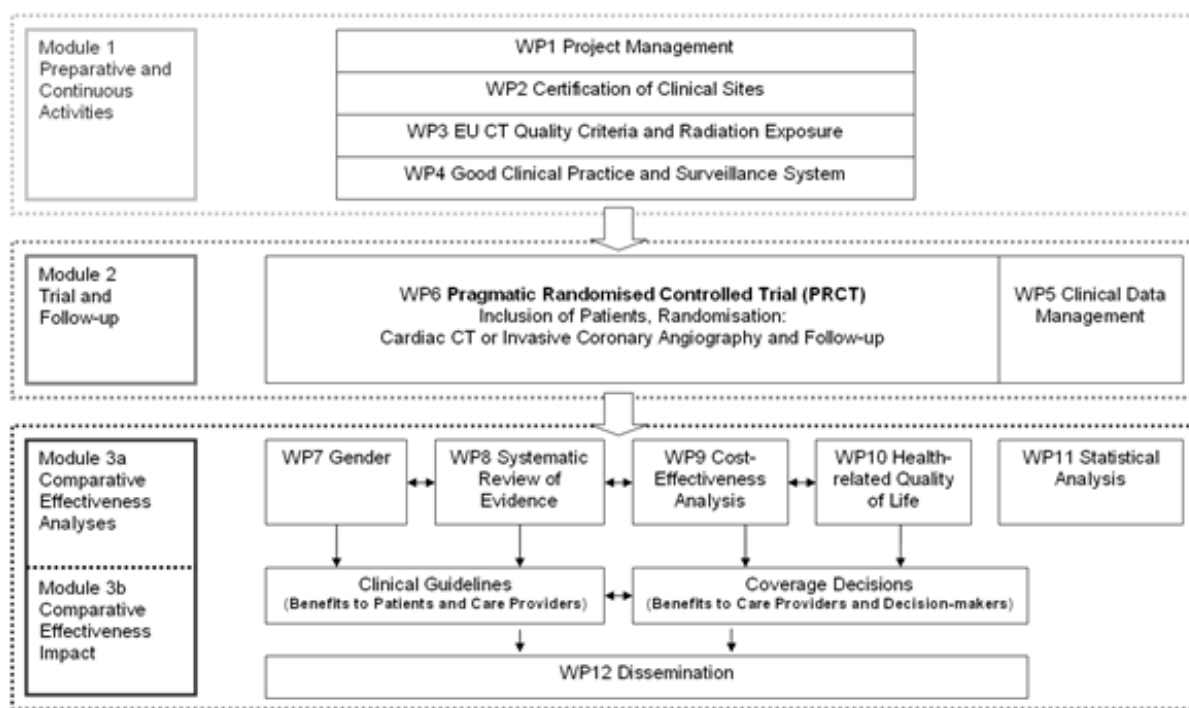 Module 1
Preparative and
Continuous
Activities
WP1 Project Management
WP2 Certification of Clinical Sites
WP3 EU CT Quality Criteria and Radiation Exposure
WP4 Good Clinical Practice and Surveillance System
Module 2
Trial and
Follow-up
WP6 Pragmatic Randomised Controlled Trial (PRCT)
Inclusion of Patients, Randomisation:
Cardiac CT or Invasive Coronary Angiography and Follow-up
WP5 Clinical Data
Management
Module 3a
Comparative
Effectiveness
Analyses
WP7 Gender
WP8 Systematic
Review of
Evidence
WP9 Cost-
Effectiveness
Analysis
WP10 Health-
related Quality
of Life
WP11 Statistical
Analysis
Module 3b
Comparative
Effectiveness
Impact
Clinical Guidelines
(Benefits to Patients and Care Providers)
Coverage Decisions
(Benefits to Care Providers and Decision-makers)
WP12 Dissemination